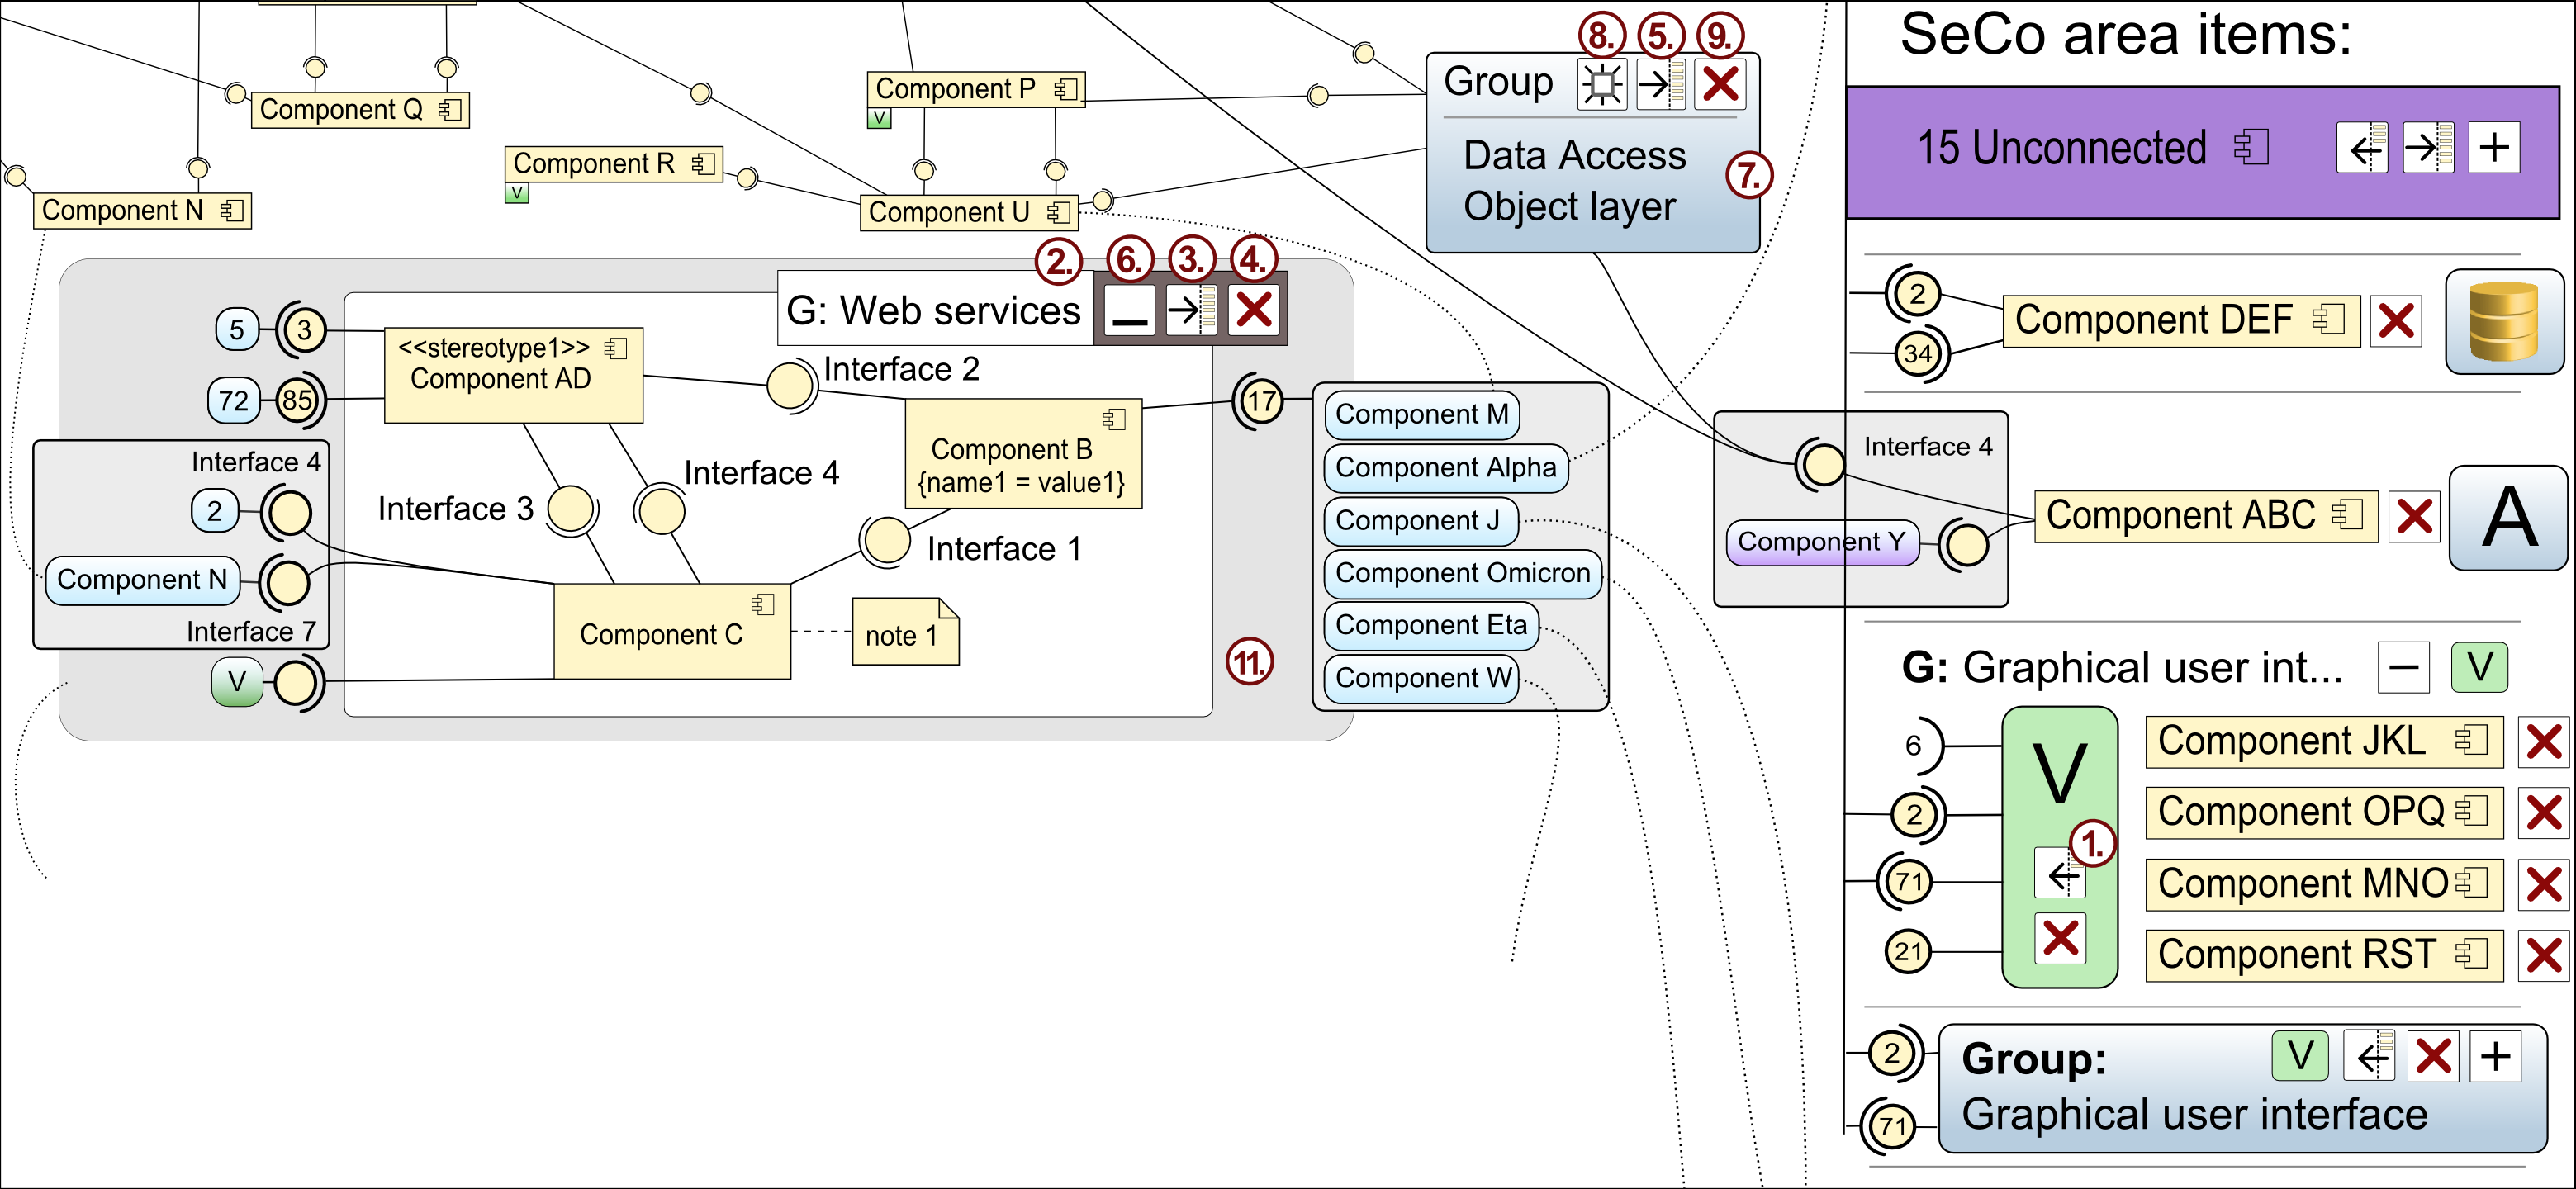 8.
5.
9.
SeCo area items:
Group
Component P
V
Component Q
Data Access
Object layer
7.
15 Unconnected
Component R
V
Component N
Component U
2.
6.
3.
4.
G: Web services
5
3
<<stereotype1>>
Component AD
Interface 2
72
85
17
Component B
{name1 = value1}
Interface 4
2
Interface 3
Interface 4
Interface 1
Component N
Interface 7
Component C
note 1
V
11.
Component M
Component Alpha
Component J
Component Omicron
Component Eta
Component W
2
34
Component DEF
Interface 4
Component Y
Component ABC
A
G: Graphical user int...
V
6
2
71
21
V
1.
Component JKL
Component OPQ
Component MNO
Component RST
2
71
Group:
V
Graphical user interface